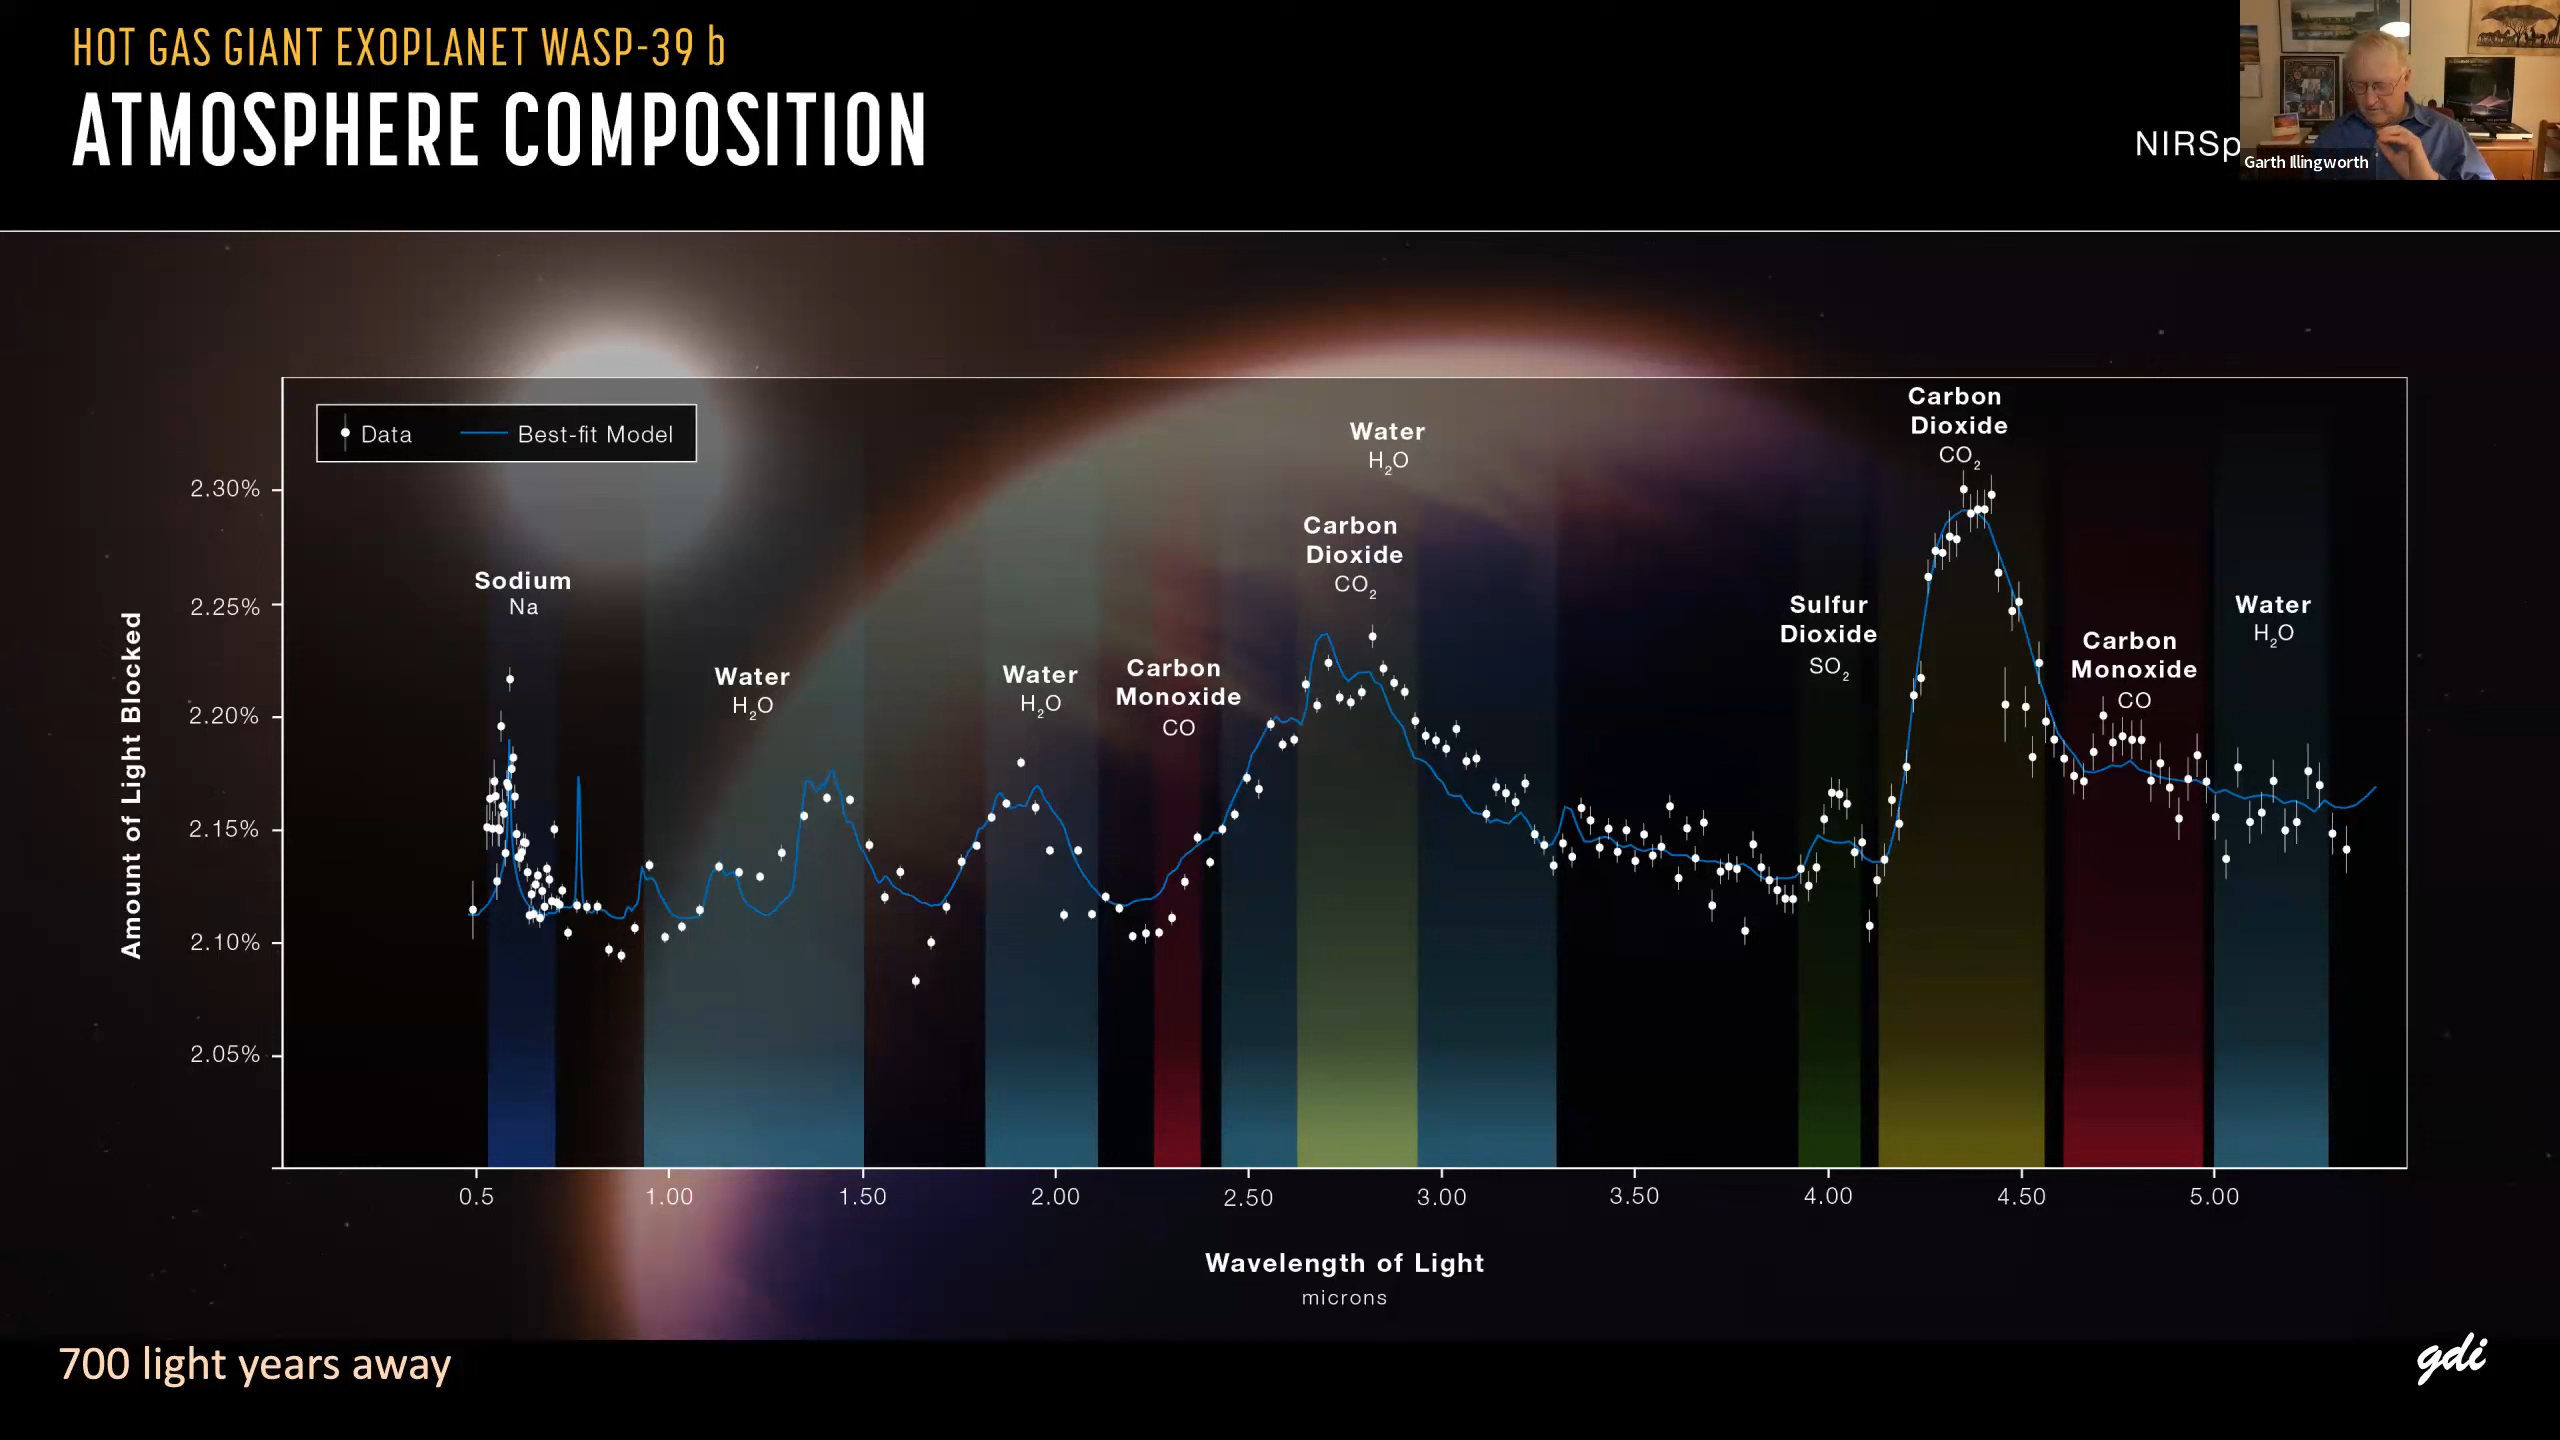 HOT GAS GIANT EXOPLANET WASP-39 b
ATMOSPHERE COMPOSITION
NIRSp
Garth Illingworth
Data
Best-fit Model
Carbon
Dioxide
CO₂
Water
H₂O
Carbon
Dioxide
CO₂
Sodium
Na
Sulfur
Dioxide
SO₂
Water
H₂O
Carbon
Monoxide
CO
Water
H₂O
Water
H₂O
Carbon
Monoxide
CO
Amount of Light Blocked
2.30%
2.25%
2.20%
2.15%
2.10%
2.05%
0.5 1.00 1.50 2.00 2.50 3.00 3.50 4.00 4.50 5.00
Wavelength of Light
microns
700 light years away
gdi